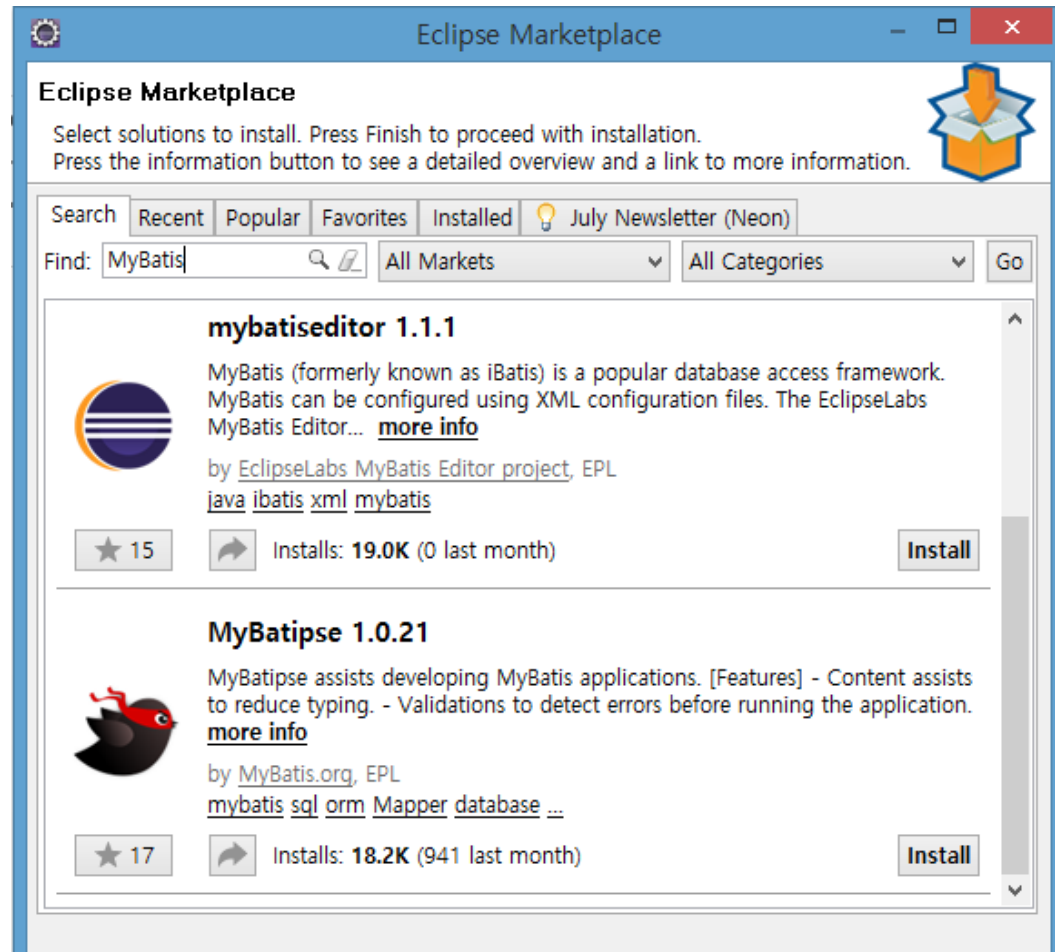 Eclipse Marketplace
Eclipse Marketplace
Select solutions to install. Press Finish to proceed with installation.
Press the information button to see a detailed overview and a link to more information.
Search Recent Popular Favorites Installed July Newsletter (Neon)
Find: MyBatis All Markets All Categories Go
mybatiseditor 1.1.1
MyBatis (formerly known as iBatis) is a popular database access framework.
MyBatis can be configured using XML configuration files. The EclipseLabs
MyBatis Editor... more info
by EclipseLabs MyBatis Editor project, EPL
java ibatis xml mybatis
15 Installs: 19.0K (0 last month) Install
MyBatipse 1.0.21
MyBatipse assists developing MyBatis applications. [Features] - Content assists
to reduce typing. - Validations to detect errors before running the application.
more info
by MyBatis.org, EPL
mybatis sql orm Mapper database ...
17 Installs: 18.2K (941 last month) Install